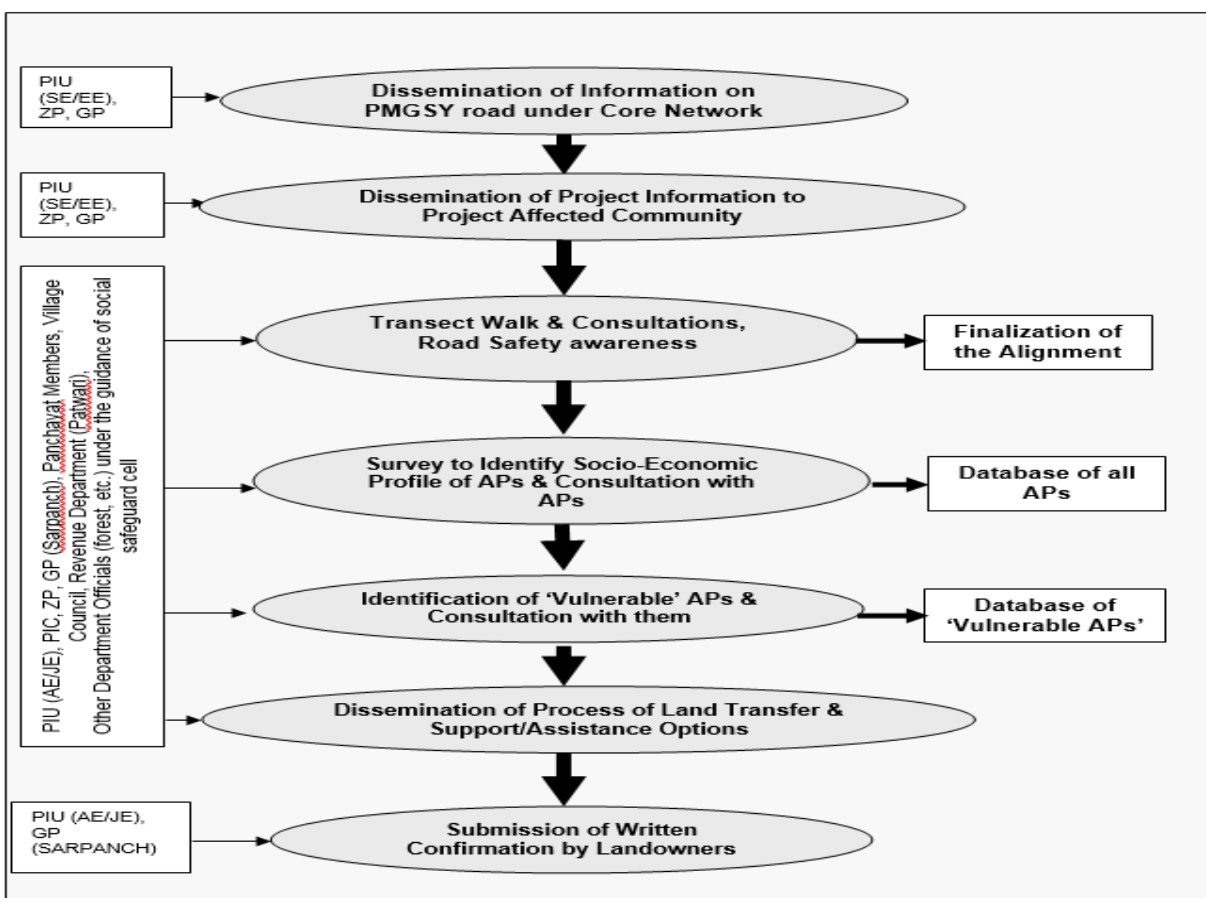 PIU
(SE/EE),
ZP, GP
Dissemination of Information on
PMGSY road under Core Network
PIU
(SE/EE),
ZP, GP
Dissemination of Project Information to
Project Affected Community
PIU (AE/JE), PIC, ZP, GP (Sarpanch), Panchayat Members, Village
Council, Revenue Department (Patwari),
Other Department Officials (forest, etc.) under the guidance of social
safeguard cell
Transect Walk & Consultations,
Road Safety awareness
Finalization of
the Alignment
Survey to Identify Socio-Economic
Profile of APs & Consultation with
APs
Database of all
APs
Identification of ‘Vulnerable’ APs &
Consultation with them
Database of
‘Vulnerable APs’
Dissemination of Process of Land Transfer &
Support/Assistance Options
PIU (AE/JE),
GP
(SARPANCH)
Submission of Written
Confirmation by Landowners